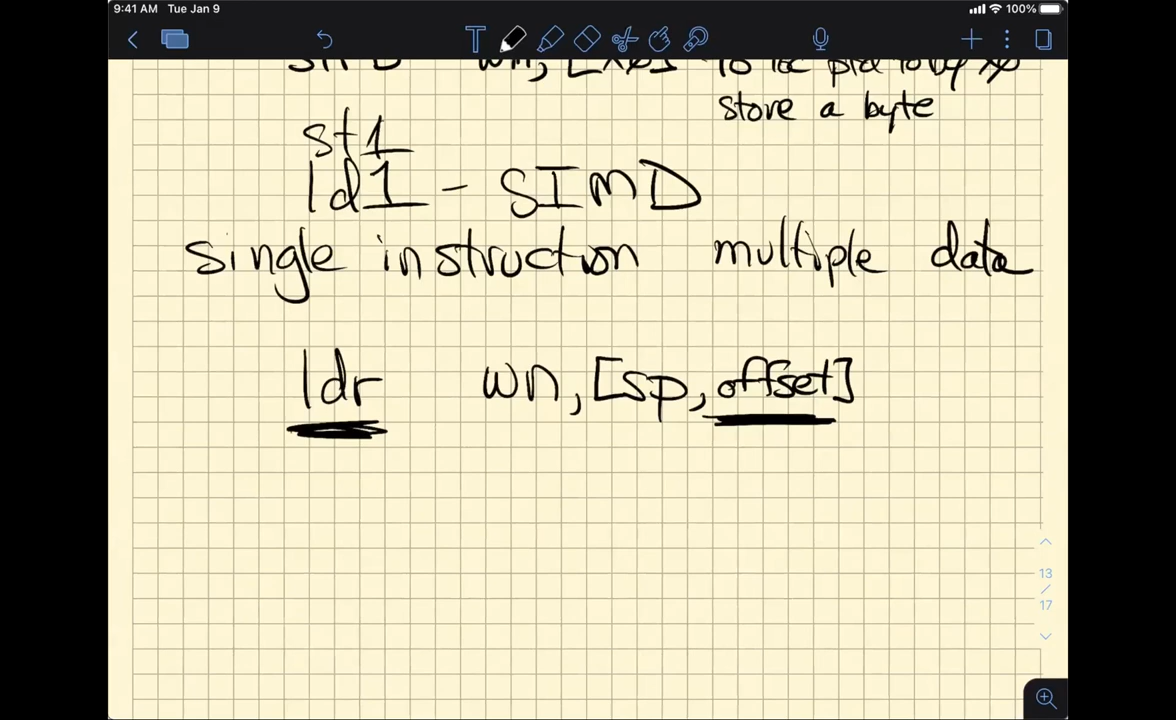 9:41 AM Tue Jan 9
100%
store a byte
st1
ld1 - SIMD
single instruction multiple data
ldr wn, [sp, offset]
13
/
17